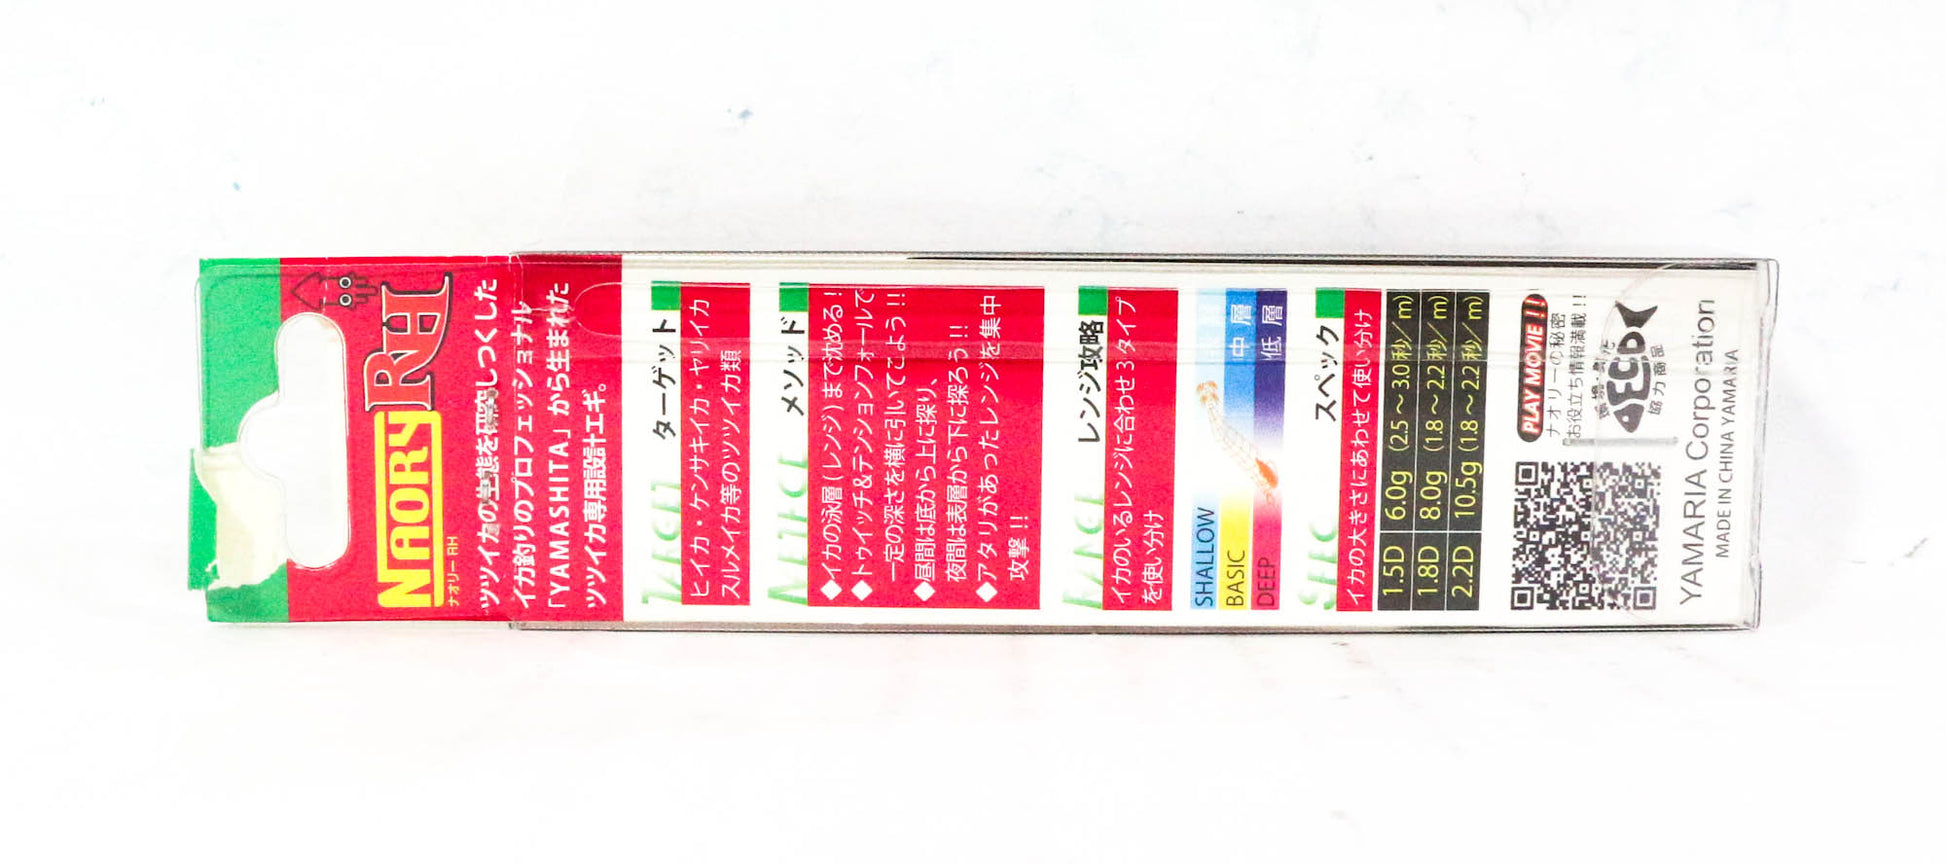 NAORY RH
ナオリー RH
ツツイカの生態を研究しつくした
イカ釣りのプロフェッショナル
「YAMASHITA」から生まれた
ツツイカ専用設計エギ。
TARGET ターゲット
ヒイカ・ケンサキイカ・ヤリイカ
スルメイカ等のツツイカ類
メソッド
◆イカの泳層(レンジ)まで沈める!
◆トゥイッチ&テンションフォールで
一定の深さを横に引いてこよう!!
◆昼間は底から上に探り、
夜間は表層から下に探ろう!!
◆アタリがあったレンジを集中
攻撃!!
RANGE レンジ攻略
イカのいるレンジに合わせ3タイプ
を使い分け
SHALLOW
BASIC 中層
DEEP 低層
SPEC スペック
イカの大きさにあわせて使い分け
1.5D 6.0g (2.5～3.0秒/m)
1.8D 8.0g (1.8～2.2秒/m)
2.2D 10.5g (1.8～2.2秒/m)
PLAY MOVIE!!
ナオリーの秘密
お役立ち情報満載!!
協力商品
YAMARIA Corporation
MADE IN CHINA YAMARIA